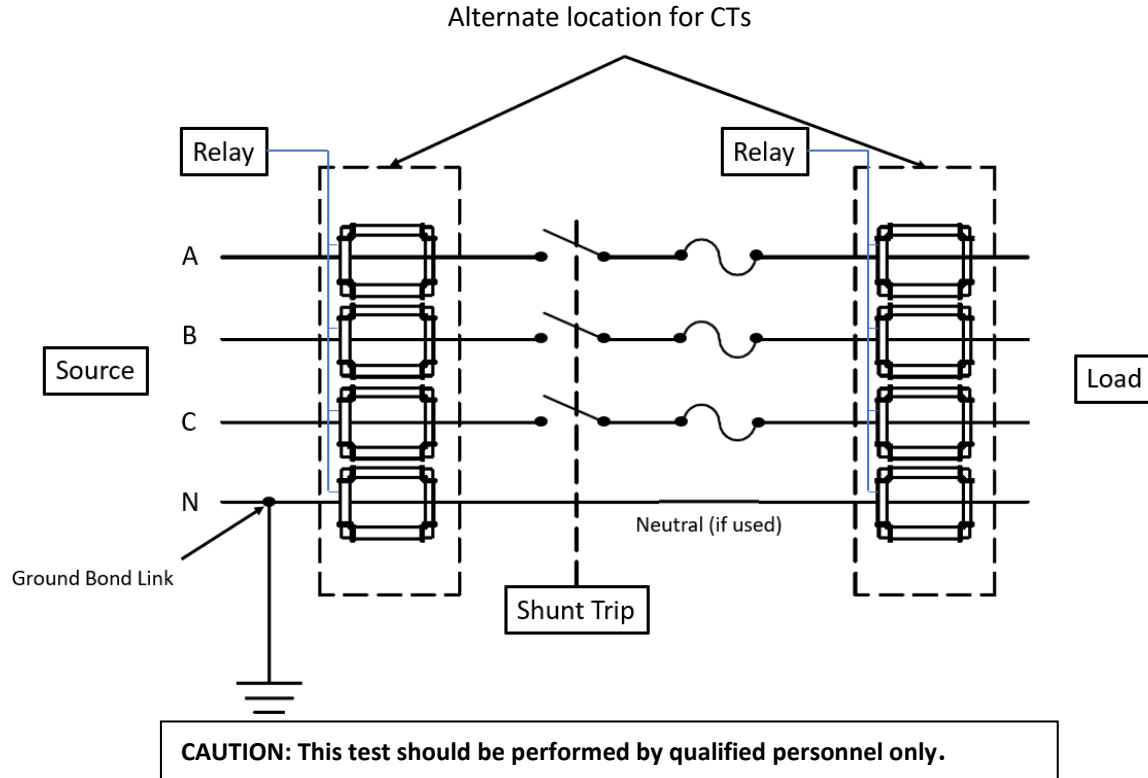 Alternate location for CTs
Relay
Relay
A
B
Source
Load
C
N
Neutral (if used)
Ground Bond Link
Shunt Trip
CAUTION: This test should be performed by qualified personnel only.